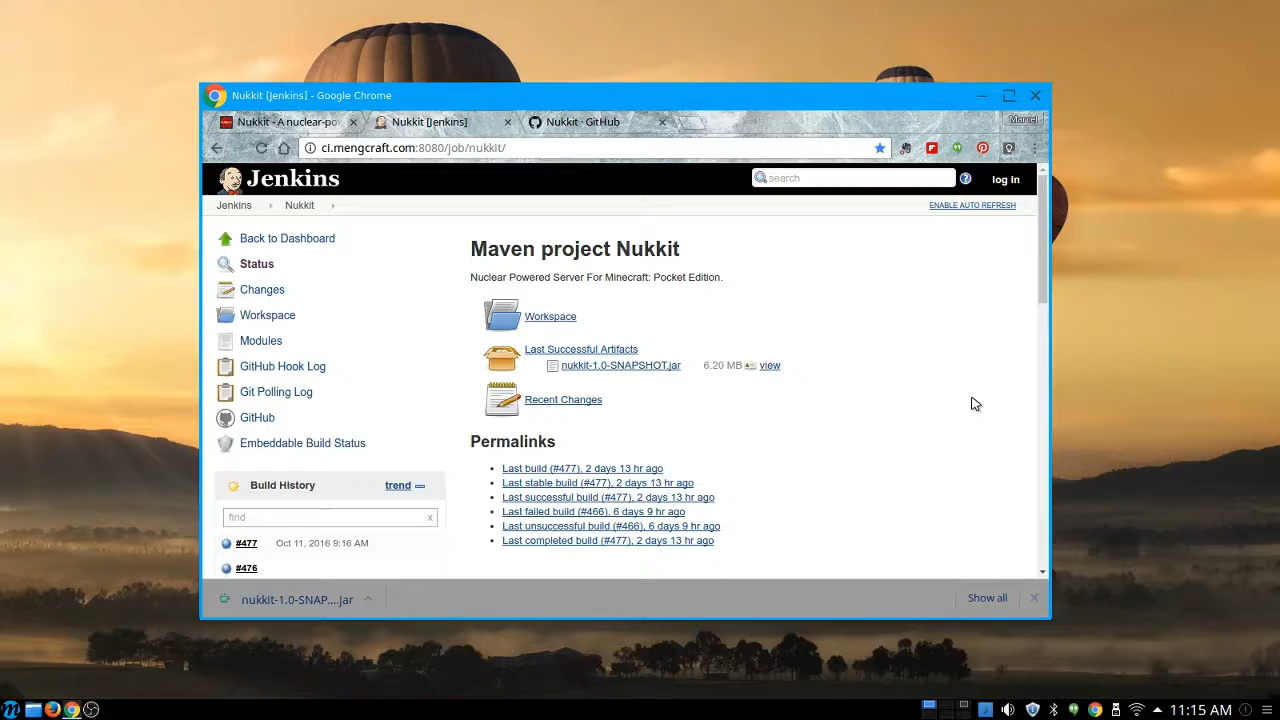 Nukkit [Jenkins] - Google Chrome
Nukkit - A nuclear-po
Nukkit [Jenkins]
Nukkit · GitHub
Marcel
ci.mengcraft.com:8080/job/nukkit/
Jenkins
search
log in
Jenkins
Nukkit
ENABLE AUTO REFRESH
Back to Dashboard
Status
Changes
Workspace
Modules
GitHub Hook Log
Git Polling Log
GitHub
Embeddable Build Status
Build History
trend
find
x
#477 Oct 11, 2016 9:16 AM
#476
Maven project Nukkit
Nuclear Powered Server For Minecraft: Pocket Edition.
Workspace
Last Successful Artifacts
nukkit-1.0-SNAPSHOT.jar 6.20 MB view
Recent Changes
Permalinks
Last build (#477), 2 days 13 hr ago
Last stable build (#477), 2 days 13 hr ago
Last successful build (#477), 2 days 13 hr ago
Last failed build (#466), 6 days 9 hr ago
Last unsuccessful build (#466), 6 days 9 hr ago
Last completed build (#477), 2 days 13 hr ago
nukkit-1.0-SNAP....jar
Show all
11:15 AM